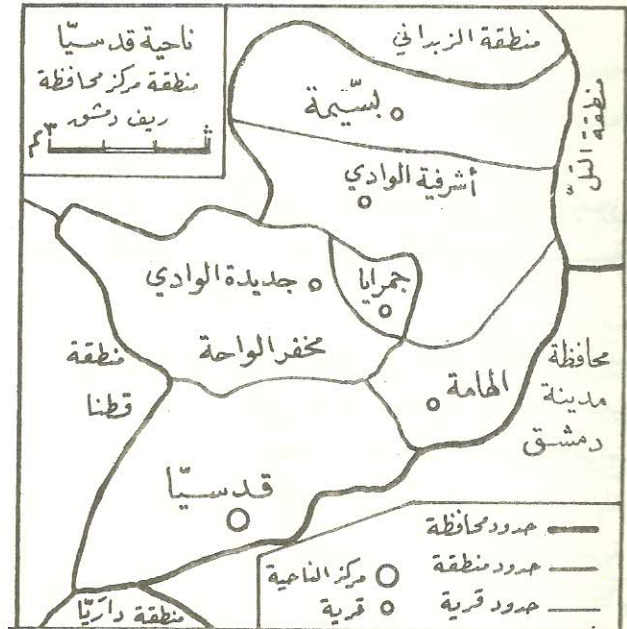 ناحية قدسيّا
منطقة مركز محافظة
ريف دمشق
٣ كم
منطقة الزبداني
منطقة التلّ
بسّيمة
أشرفية الوادي
جمرايا
جديدة الوادي
مخفر الواحة
منطقة
قطنا
الهامة
محافظة
مدينة
دمشق
قدسيّا
منطقة داريّا
حدود محافظة
حدود منطقة
حدود قرية
مركز الناحية
قرية